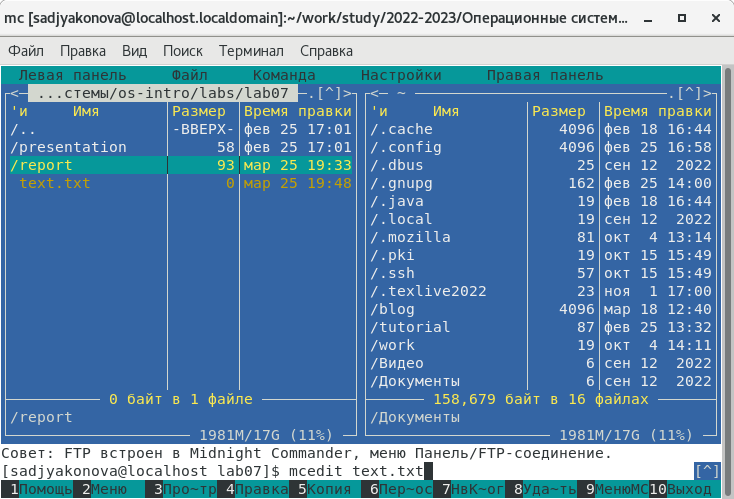 mc [sadjyakonova@localhost.localdomain]:~/work/study/2022-2023/Операционные систем...
Файл Правка Вид Поиск Терминал Справка
Левая панель Файл Команда Настройки Правая панель
<— ...стемы/os-intro/labs/lab07 —.[^]> <— ~ —.[^]>
'и Имя Размер Время правки 'и Имя Размер Время правки
/.. -ВВЕРХ- фев 25 17:01 /.cache 4096 фев 18 16:44
/presentation 58 фев 25 17:01 /.config 4096 фев 25 16:58
/report 93 мар 25 19:33 /.dbus 25 сен 12 2022
text.txt 0 мар 25 19:48 /.gnupg 162 фев 25 14:00
/.java 19 фев 18 16:44
/.local 19 сен 12 2022
/.mozilla 81 окт 4 13:14
/.pki 19 окт 15 15:49
/.ssh 57 окт 15 15:49
/.texlive2022 23 ноя 1 17:00
/blog 4096 мар 18 12:40
/tutorial 87 фев 25 13:32
/work 19 окт 4 14:11
/Видео 6 сен 12 2022
/Документы 6 сен 12 2022
0 байт в 1 файле 158,679 байт в 16 файлах
/report /Документы
1981M/17G (11%) 1981M/17G (11%)
Совет: FTP встроен в Midnight Commander, меню Панель/FTP-соединение.
[sadjyakonova@localhost lab07]$ mcedit text.txt [^]
1Помощь 2Меню 3Про~тр 4Правка 5Копия 6Пер~ос 7НвК~ог 8Уда~ть 9МенюМС 10Выход